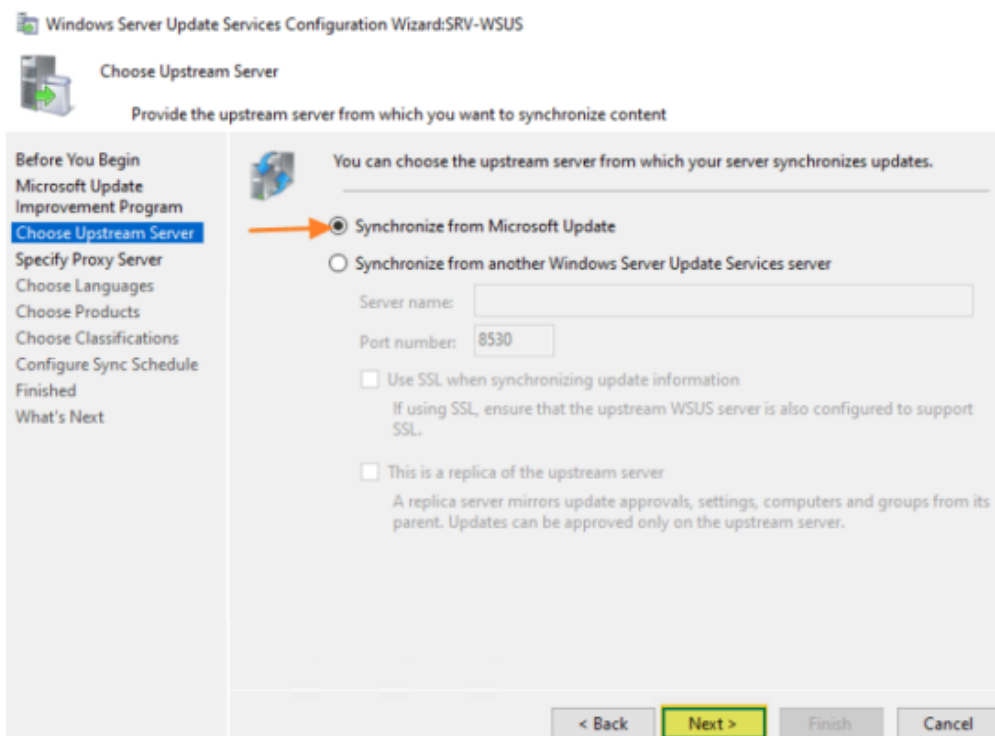 Windows Server Update Services Configuration Wizard:SRV-WSUS
Choose Upstream Server
Provide the upstream server from which you want to synchronize content
Before You Begin
Microsoft Update
Improvement Program
Choose Upstream Server
Specify Proxy Server
Choose Languages
Choose Products
Choose Classifications
Configure Sync Schedule
Finished
What's Next
You can choose the upstream server from which your server synchronizes updates.
Synchronize from Microsoft Update
Synchronize from another Windows Server Update Services server
Server name:
Port number: 8530
Use SSL when synchronizing update information
If using SSL, ensure that the upstream WSUS server is also configured to support
SSL.
This is a replica of the upstream server
A replica server mirrors update approvals, settings, computers and groups from its
parent. Updates can be approved only on the upstream server.
< Back Next > Finish Cancel